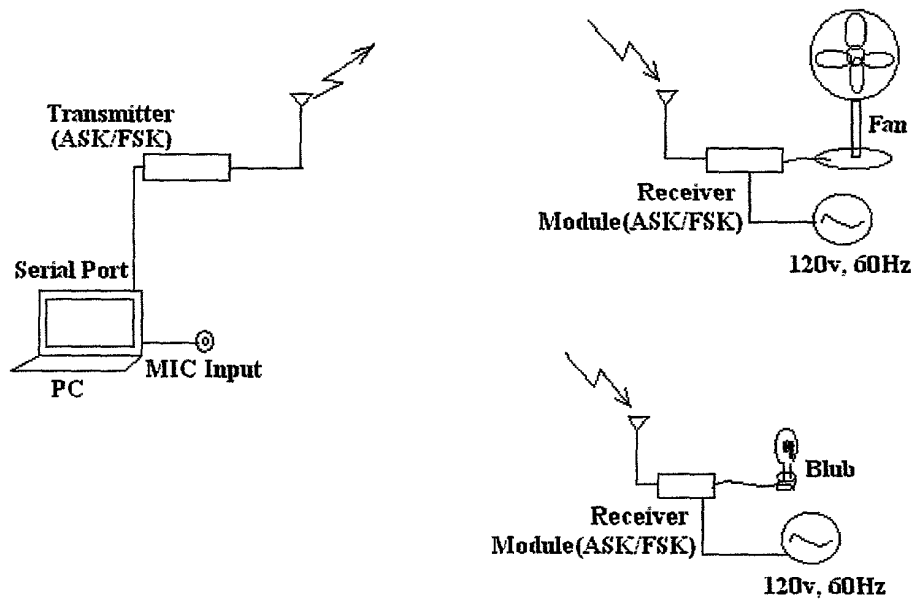 Transmitter
(ASK/FSK)
Serial Port
MIC Input
PC
Fan
Receiver
Module(ASK/FSK)
120v, 60Hz
Blub
Receiver
Module(ASK/FSK)
120v, 60Hz